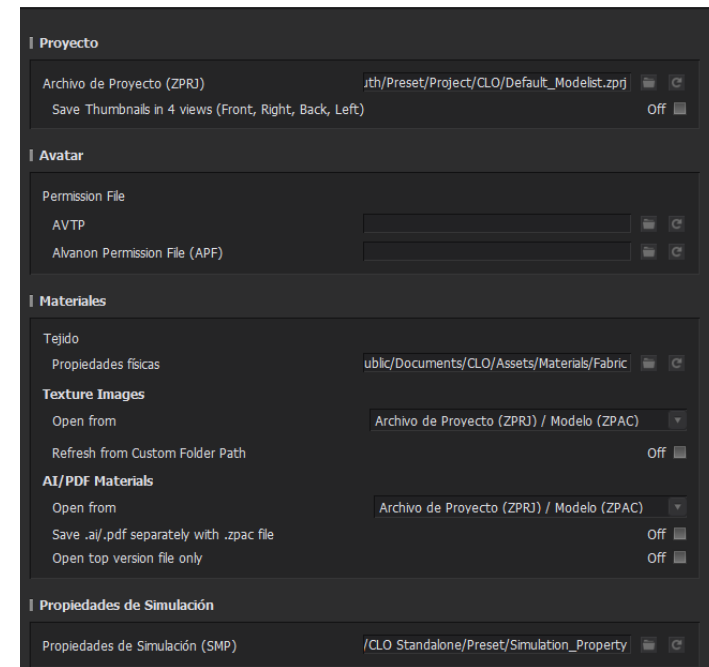 Proyecto
Archivo de Proyecto (ZPRJ) uth/Preset/Project/CLO/Default_Modelist.zprj
Save Thumbnails in 4 views (Front, Right, Back, Left) Off
Avatar
Permission File
AVTP
Alvanon Permission File (APF)
Materiales
Tejido
Propiedades físicas ublic/Documents/CLO/Assets/Materials/Fabric
Texture Images
Open from Archivo de Proyecto (ZPRJ) / Modelo (ZPAC)
Refresh from Custom Folder Path Off
AI/PDF Materials
Open from Archivo de Proyecto (ZPRJ) / Modelo (ZPAC)
Save .ai/.pdf separately with .zpac file Off
Open top version file only Off
Propiedades de Simulación
Propiedades de Simulación (SMP) /CLO Standalone/Preset/Simulation_Property